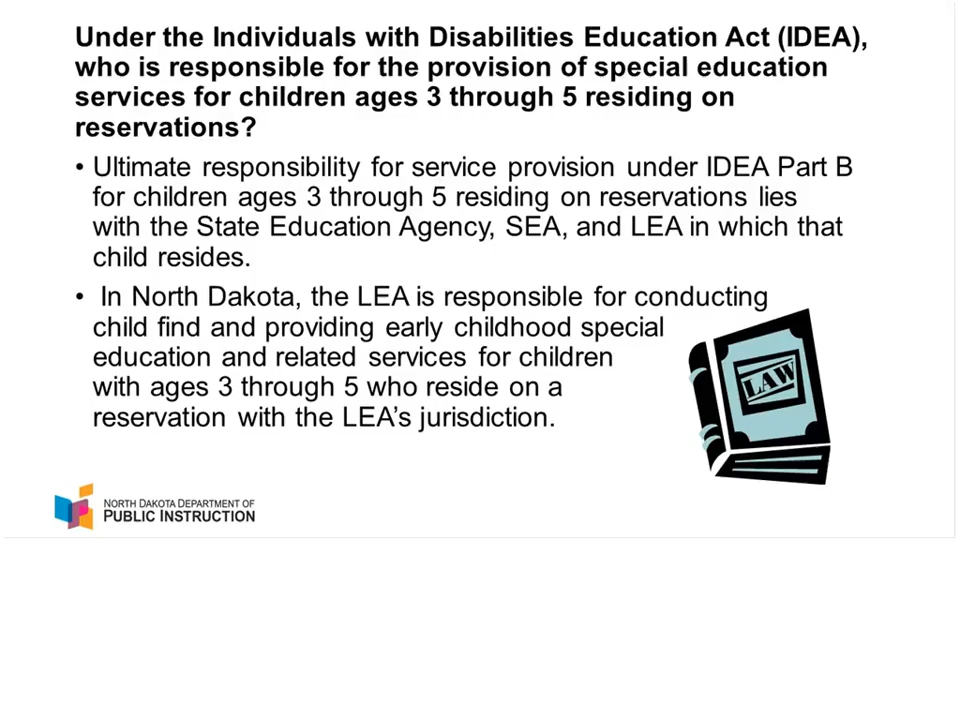 Under the Individuals with Disabilities Education Act (IDEA),
who is responsible for the provision of special education
services for children ages 3 through 5 residing on
reservations?
• Ultimate responsibility for service provision under IDEA Part B
for children ages 3 through 5 residing on reservations lies
with the State Education Agency, SEA, and LEA in which that
child resides.
• In North Dakota, the LEA is responsible for conducting
child find and providing early childhood special
education and related services for children
with ages 3 through 5 who reside on a
reservation with the LEA's jurisdiction.
LAW
NORTH DAKOTA DEPARTMENT OF
PUBLIC INSTRUCTION